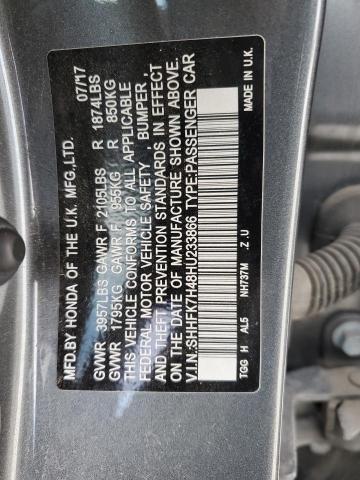 MFD.BY HONDA OF THE U.K. MFG.,LTD. 07/17
GVWR 3957LBS GAWR F 2105LBS R 1874LBS
GVWR 1795KG GAWR F 955KG R 850KG
THIS VEHICLE CONFORMS TO ALL APPLICABLE
FEDERAL MOTOR VEHICLE SAFETY , BUMPER ,
AND THEFT PREVENTION STANDARDS IN EFFECT
ON THE DATE OF MANUFACTURE SHOWN ABOVE.
V.I.N.:SHHFK7H48HU233866 TYPE:PASSENGER CAR
TGG H AL5 NH737M .Z .U MADE IN U.K.